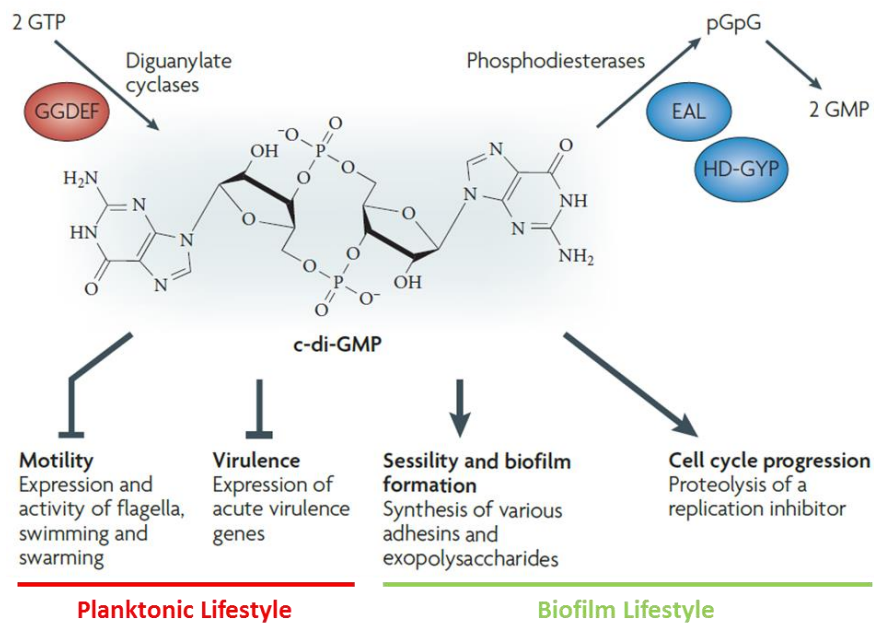 2 GTP
Diguanylate
cyclases
GGDEF
Phosphodiesterases
pGpG
EAL
HD-GYP
2 GMP
H₂N
N
HN
O
N
N
OH
O
O
⁻O
O
P
O
O
P
O
O
O⁻
O
OH
N
N
O
NH
N
NH₂
c-di-GMP
Motility
Expression and
activity of flagella,
swimming and
swarming
Virulence
Expression of
acute virulence
genes
Sessility and biofilm
formation
Synthesis of various
adhesins and
exopolysaccharides
Cell cycle progression
Proteolysis of a
replication inhibitor
Planktonic Lifestyle
Biofilm Lifestyle